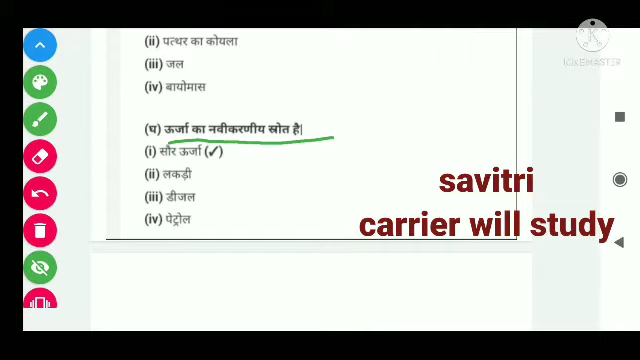 (ii) पत्थर का कोयला
(iii) जल
(iv) बायोमास
(घ) ऊर्जा का नवीकरणीय स्रोत है|
(i) सौर ऊर्जा (✓)
(ii) लकड़ी
(iii) डीजल
(iv) पेट्रोल
savitri
carrier will study
KINEMASTER